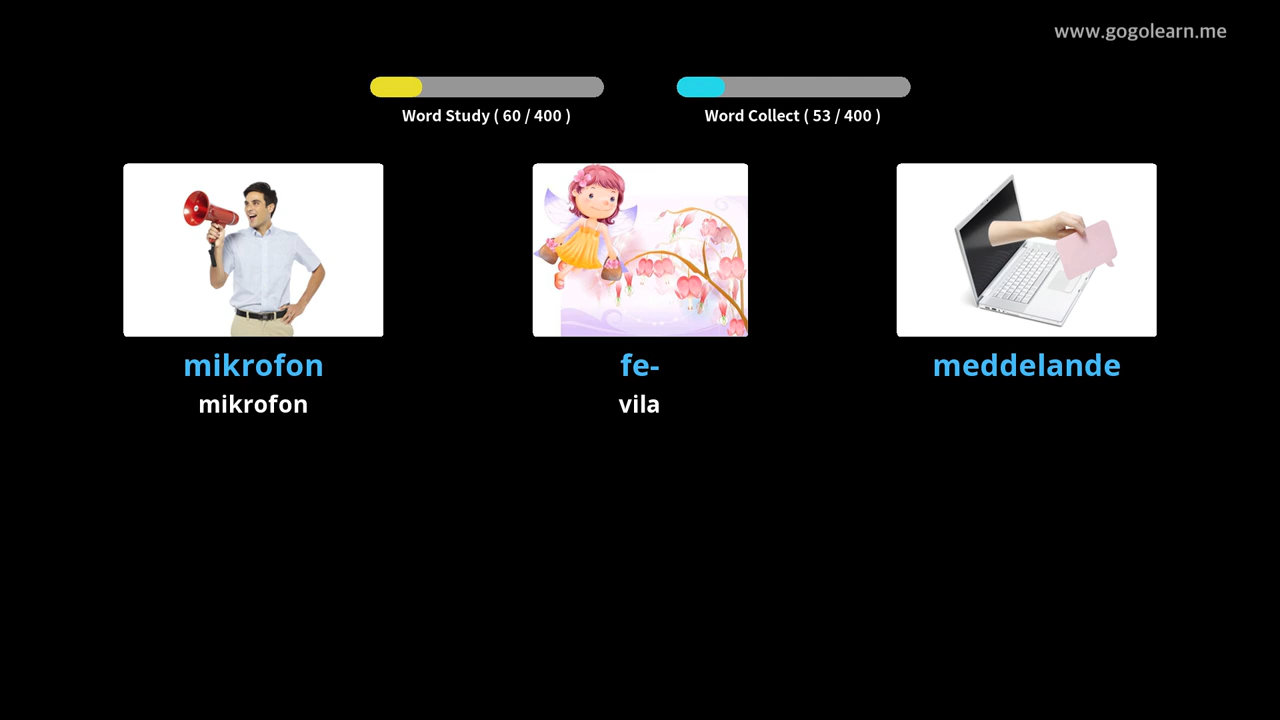 www.gogolearn.me
Word Study ( 60 / 400 )
Word Collect ( 53 / 400 )
mikrofon
mikrofon
fe-
vila
meddelande